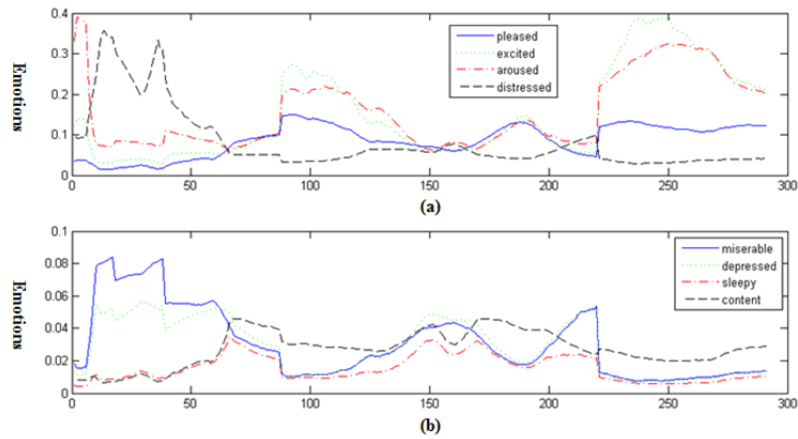 0.4
0.3
0.2
0.1
0
Emotions
pleased
excited
aroused
distressed
0 50 100 150 200 250 300
(a)
0.1
0.08
0.06
0.04
0.02
0
Emotions
miserable
depressed
sleepy
content
0 50 100 150 200 250 300
(b)